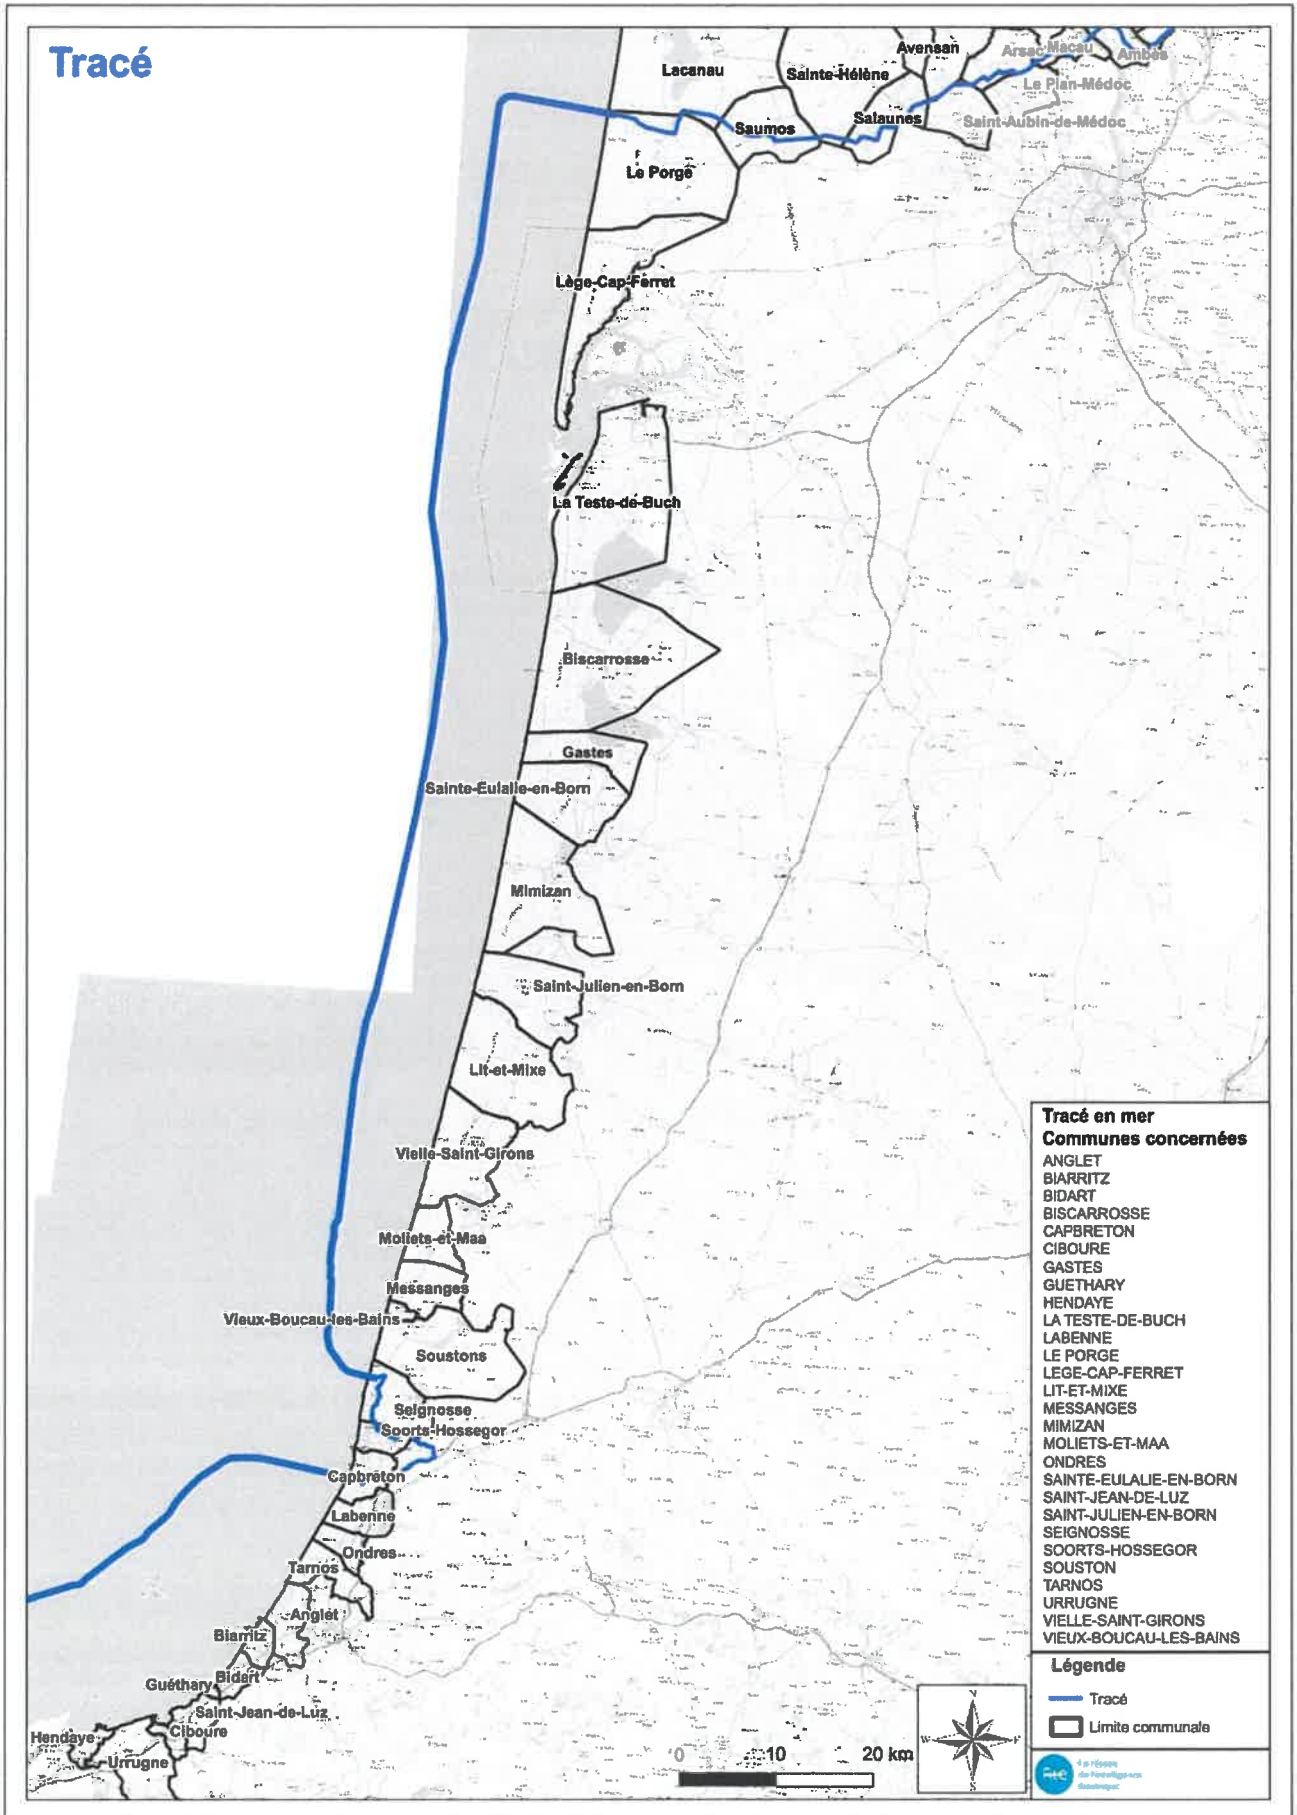 Tracé
Avensan
Arsac
Macau
Ambès
Lacanau
Sainte-Hélène
Le Pian-Médoc
Saumos
Salaunes
Saint-Aubin-de-Médoc
Le Porge
Lège-Cap-Ferret
La Teste-de-Buch
Biscarrosse
Gastes
Sainte-Eulalie-en-Born
Mimizan
Saint-Julien-en-Born
Lit-et-Mixe
Vielle-Saint-Girons
Moliets-et-Maa
Messanges
Vieux-Boucau-les-Bains
Soustons
Seignosse
Soorts-Hossegor
Capbreton
Labenne
Ondres
Tarnos
Anglet
Biarritz
Bidart
Guéthary
Saint-Jean-de-Luz
Ciboure
Hendaye
Urrugne
Tracé en mer
Communes concernées
ANGLET
BIARRITZ
BIDART
BISCARROSSE
CAPBRETON
CIBOURE
GASTES
GUETHARY
HENDAYE
LA TESTE-DE-BUCH
LABENNE
LE PORGE
LEGE-CAP-FERRET
LIT-ET-MIXE
MESSANGES
MIMIZAN
MOLIETS-ET-MAA
ONDRES
SAINTE-EULALIE-EN-BORN
SAINT-JEAN-DE-LUZ
SAINT-JULIEN-EN-BORN
SEIGNOSSE
SOORTS-HOSSEGOR
SOUSTON
TARNOS
URRUGNE
VIELLE-SAINT-GIRONS
VIEUX-BOUCAU-LES-BAINS
Légende
Tracé
Limite communale
0 10 20 km
W
S
Rte